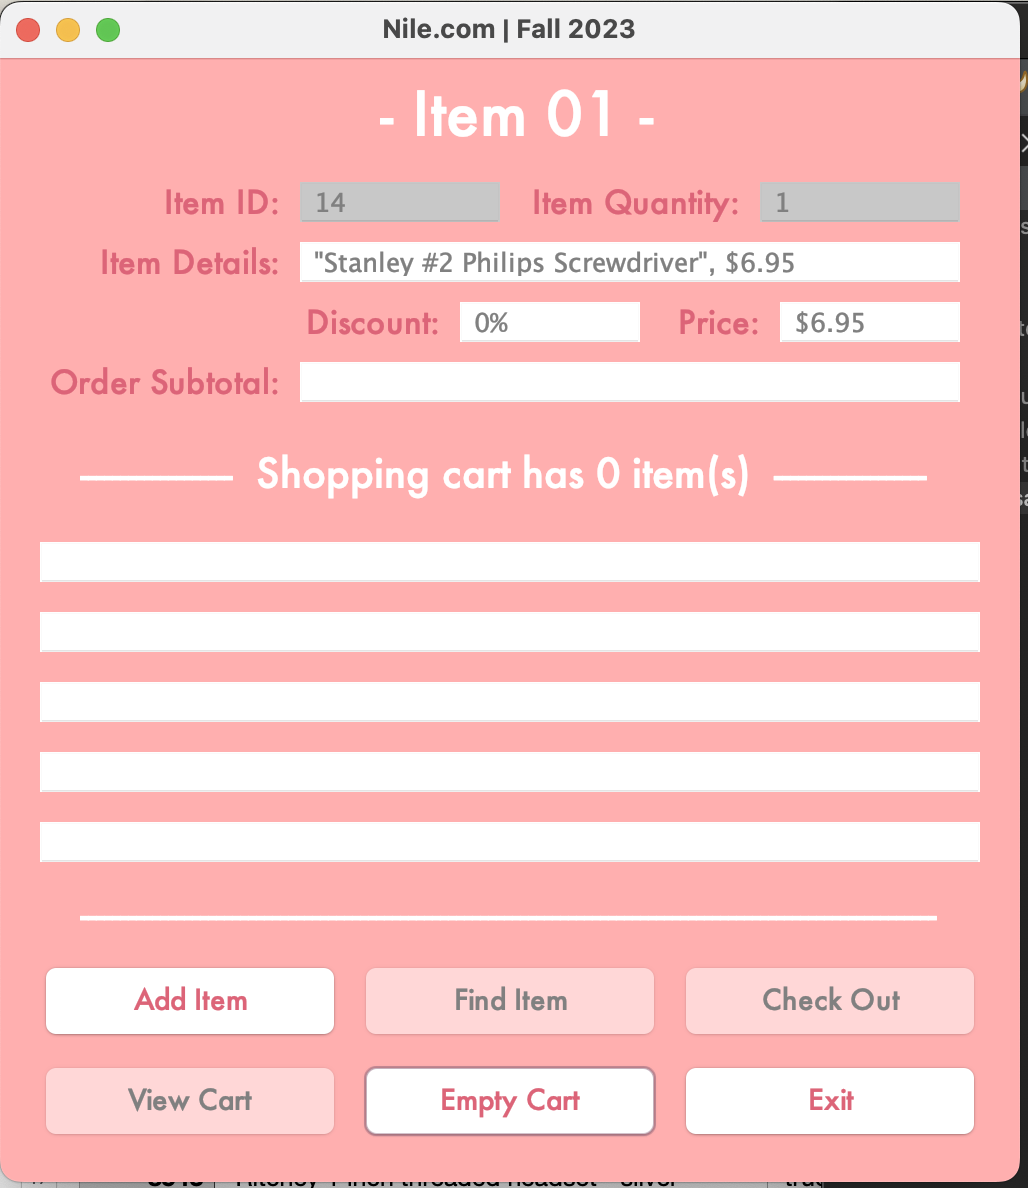 Nile.com | Fall 2023
- Item 01 -
Item ID: 14 Item Quantity: 1
Item Details: "Stanley #2 Philips Screwdriver", $6.95
Discount: 0% Price: $6.95
Order Subtotal:
Shopping cart has 0 item(s)
Add Item Find Item Check Out
View Cart Empty Cart Exit